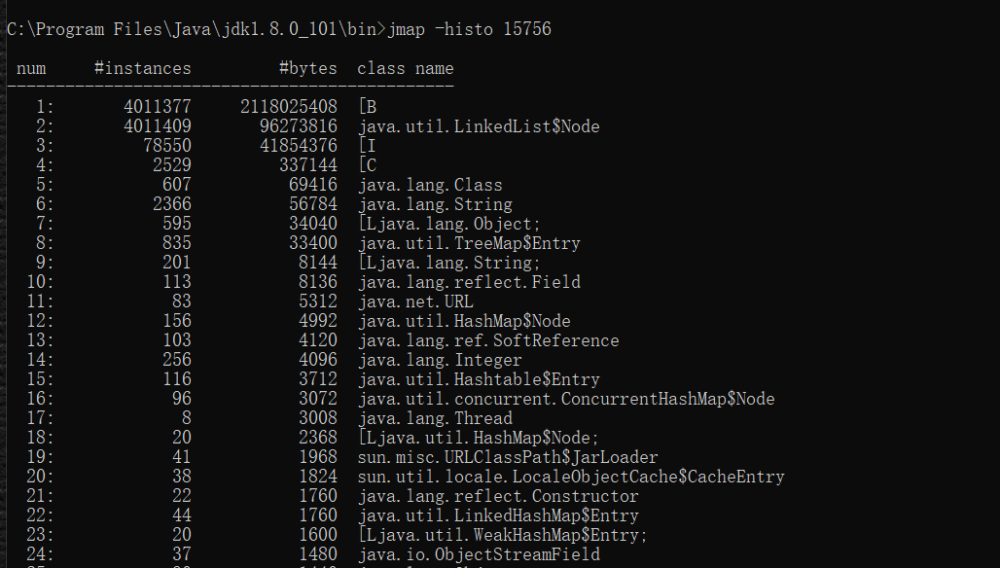 C:\Program Files\Java\jdk1.8.0_101\bin>jmap -histo 15756
num #instances #bytes class name
----------------------------------------------
1: 4011377 2118025408 [B
2: 4011409 96273816 java.util.LinkedList$Node
3: 78550 41854376 [I
4: 2529 337144 [C
5: 607 69416 java.lang.Class
6: 2366 56784 java.lang.String
7: 595 34040 [Ljava.lang.Object;
8: 835 33400 java.util.TreeMap$Entry
9: 201 8144 [Ljava.lang.String;
10: 113 8136 java.lang.reflect.Field
11: 83 5312 java.net.URL
12: 156 4992 java.util.HashMap$Node
13: 103 4120 java.lang.ref.SoftReference
14: 256 4096 java.lang.Integer
15: 116 3712 java.util.Hashtable$Entry
16: 96 3072 java.util.concurrent.ConcurrentHashMap$Node
17: 8 3008 java.lang.Thread
18: 20 2368 [Ljava.util.HashMap$Node;
19: 41 1968 sun.misc.URLClassPath$JarLoader
20: 38 1824 sun.util.locale.LocaleObjectCache$CacheEntry
21: 22 1760 java.lang.reflect.Constructor
22: 44 1760 java.util.LinkedHashMap$Entry
23: 20 1600 [Ljava.util.WeakHashMap$Entry;
24: 37 1480 java.io.ObjectStreamField